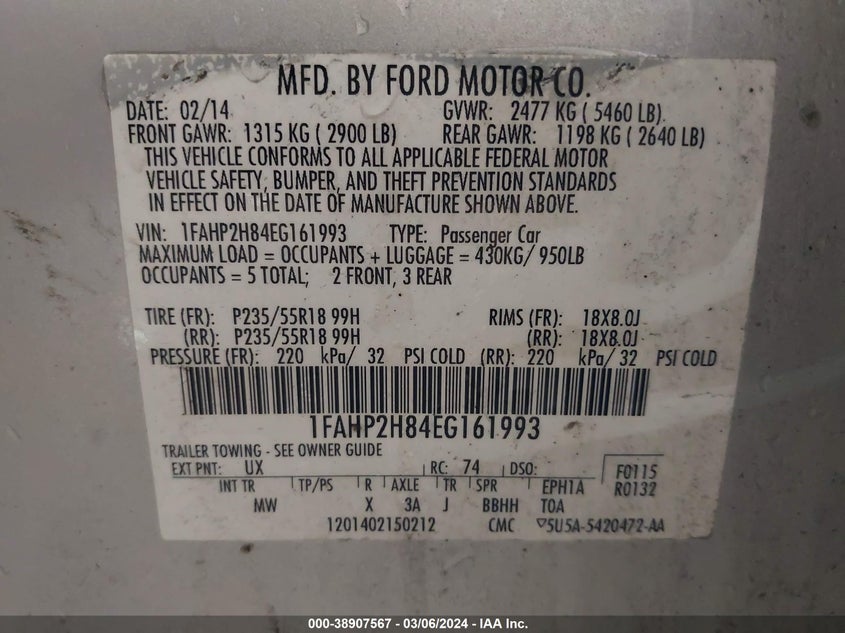 MFD. BY FORD MOTOR CO.
DATE: 02/14 GVWR: 2477 KG ( 5460 LB)
FRONT GAWR: 1315 KG ( 2900 LB) REAR GAWR: 1198 KG ( 2640 LB)
THIS VEHICLE CONFORMS TO ALL APPLICABLE FEDERAL MOTOR
VEHICLE SAFETY, BUMPER, AND THEFT PREVENTION STANDARDS
IN EFFECT ON THE DATE OF MANUFACTURE SHOWN ABOVE.
VIN: 1FAHP2H84EG161993 TYPE: Passenger Car
MAXIMUM LOAD = OCCUPANTS + LUGGAGE = 430KG/ 950LB
OCCUPANTS = 5 TOTAL; 2 FRONT, 3 REAR
TIRE (FR): P235/55R18 99H RIMS (FR): 18X8.0J
(RR): P235/55R18 99H (RR): 18X8.0J
PRESSURE (FR): 220 kPa/ 32 PSI COLD (RR): 220 kPa/ 32 PSI COLD
1FAHP2H84EG161993
TRAILER TOWING - SEE OWNER GUIDE
EXT PNT: UX RC: 74 DSO: F0115
INT TR TP/PS R AXLE TR SPR EPH1A R0132
MW X 3A J BBHH TOA
1201402150212 CMC 5U5A-5420472-AA
000-38907567 / 03/06/2024 - IAA Inc.